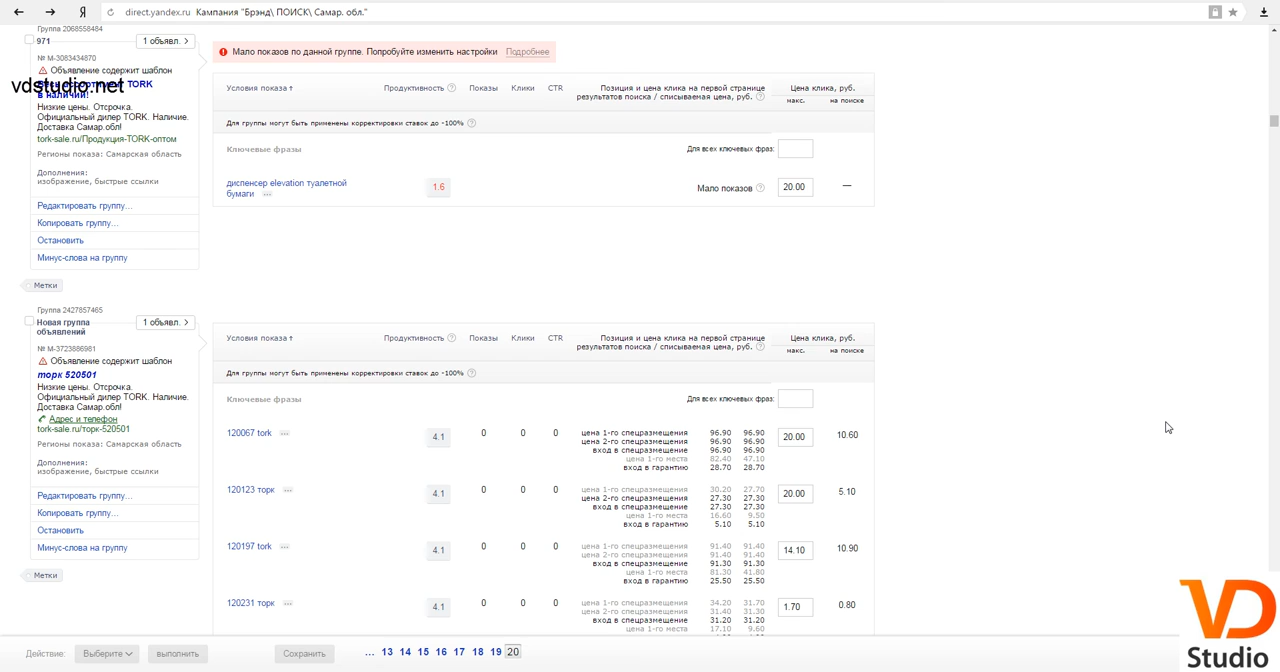 direct.yandex.ru Кампания "Брэнд\ ПОИСК\ Самар. обл."
Группа 2068558484
971
1 объявл.
№ М-3083434870
Объявление содержит шаблон
vdstudio.net
TORK
в наличии!
Низкие цены. Отсрочка.
Официальный дилер TORK. Наличие.
Доставка Самар.обл!
tork-sale.ru/Продукция-TORK-оптом
Регионы показа: Самарская область
Дополнения:
изображение, быстрые ссылки
Редактировать группу...
Копировать группу...
Остановить
Минус-слова на группу
Метки
Мало показов по данной группе. Попробуйте изменить настройки Подробнее
Условия показа Продуктивность Показы Клики CTR Позиция и цена клика на первой странице результатов поиска / списываемая цена, руб. Цена клика, руб.
макс. на поиске
Для группы могут быть применены корректировки ставок до -100%
Ключевые фразы Для всех ключевых фраз:
диспенсер elevation туалетной
бумаги ... 1.6 Мало показов 20.00 —
Группа 2427857465
Новая группа
объявлений
1 объявл.
№ М-3723886981
Объявление содержит шаблон
торк 520501
Низкие цены. Отсрочка.
Официальный дилер TORK. Наличие.
Доставка Самар.обл!
Адрес и телефон
tork-sale.ru/торк-520501
Регионы показа: Самарская область
Дополнения:
изображение, быстрые ссылки
Редактировать группу...
Копировать группу...
Остановить
Минус-слова на группу
Метки
Условия показа Продуктивность Показы Клики CTR Позиция и цена клика на первой странице результатов поиска / списываемая цена, руб. Цена клика, руб.
макс. на поиске
Для группы могут быть применены корректировки ставок до -100%
Ключевые фразы Для всех ключевых фраз:
120067 tork ... 4.1 0 0 0 цена 1-го спецразмещения 96.90 96.90 20.00 10.60
цена 2-го спецразмещения 96.90 96.90
вход в спецразмещение 96.90 96.90
цена 1-го места 82.40 47.10
вход в гарантию 28.70 28.70
120123 торк ... 4.1 0 0 0 цена 1-го спецразмещения 30.20 27.70 20.00 5.10
цена 2-го спецразмещения 27.30 27.30
вход в спецразмещение 27.30 27.30
цена 1-го места 16.60 9.50
вход в гарантию 5.10 5.10
120197 tork ... 4.1 0 0 0 цена 1-го спецразмещения 91.40 91.40 14.10 10.90
цена 2-го спецразмещения 91.40 91.40
вход в спецразмещение 91.30 91.30
цена 1-го места 81.30 41.80
вход в гарантию 25.50 25.50
120231 торк ... 4.1 0 0 0 цена 1-го спецразмещения 34.20 31.70 1.70 0.80
цена 2-го спецразмещения 31.40 31.30
вход в спецразмещение 31.20 31.20
цена 1-го места 17.10 9.60
Действие: Выберите выполнить Сохранить ... 13 14 15 16 17 18 19 20
VD
Studio